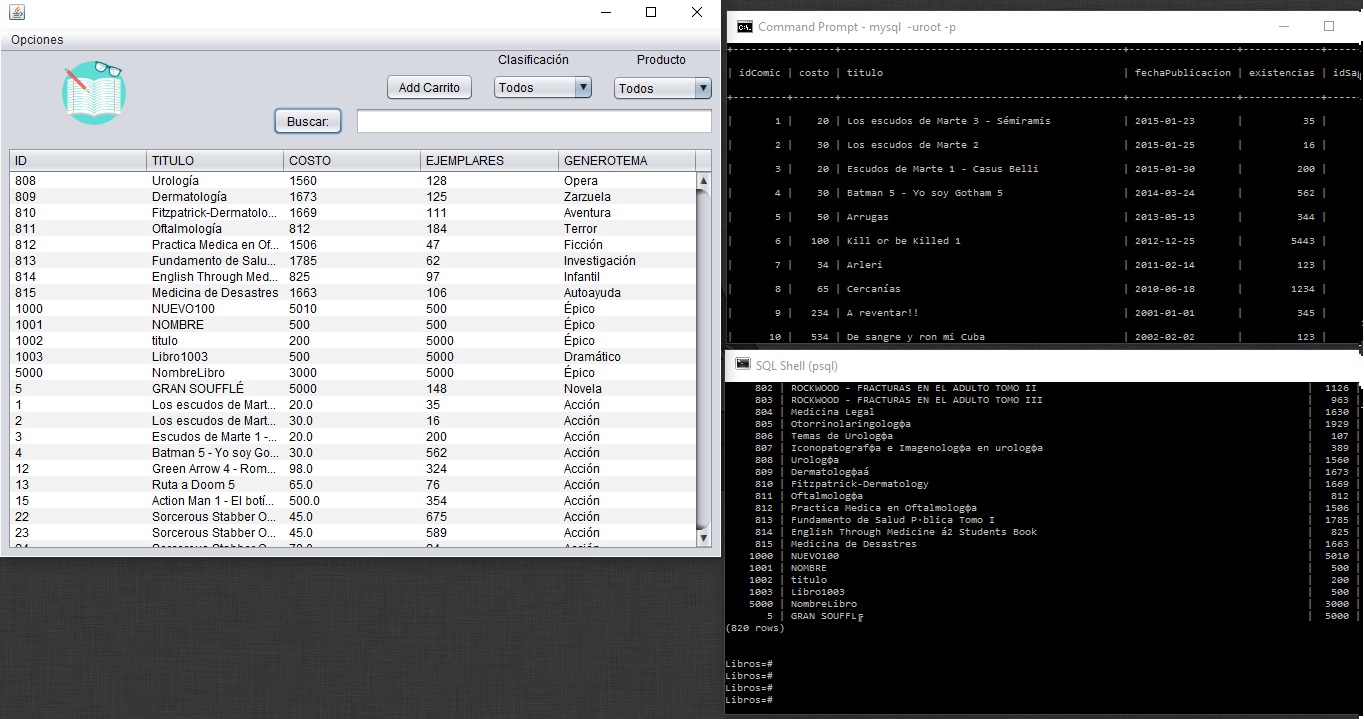 Opciones
Clasificación Producto
Add Carrito Todos Todos
Buscar:
ID TITULO COSTO EJEMPLARES GENEROTEMA
808 Urología 1560 128 Opera
809 Dermatología 1673 125 Zarzuela
810 Fitzpatrick-Dermatolo... 1669 111 Aventura
811 Oftalmología 812 184 Terror
812 Practica Medica en Of... 1506 47 Ficción
813 Fundamento de Salu... 1785 62 Investigación
814 English Through Med... 825 97 Infantil
815 Medicina de Desastres 1663 106 Autoayuda
1000 NUEVO100 5010 500 Épico
1001 NOMBRE 500 500 Épico
1002 titulo 200 5000 Épico
1003 Libro1003 500 5000 Dramático
5000 NombreLibro 3000 5000 Épico
5 GRAN SOUFFLÉ 5000 148 Novela
1 Los escudos de Mart... 20.0 35 Acción
2 Los escudos de Mart... 30.0 16 Acción
3 Escudos de Marte 1 -... 20.0 200 Acción
4 Batman 5 - Yo soy Go... 30.0 562 Acción
12 Green Arrow 4 - Rom... 98.0 324 Acción
13 Ruta a Doom 5 65.0 76 Acción
15 Action Man 1 - El botí... 500.0 354 Acción
22 Sorcerous Stabber O... 45.0 675 Acción
23 Sorcerous Stabber O... 45.0 589 Acción
Command Prompt - mysql -uroot -p
| idComic | costo | titulo | fechaPublicacion | existencias | idSag
| 1 | 20 | Los escudos de Marte 3 - Sémiramis | 2015-01-23 | 35 |
| 2 | 30 | Los escudos de Marte 2 | 2015-01-25 | 16 |
| 3 | 20 | Escudos de Marte 1 - Casus Belli | 2015-01-30 | 200 |
| 4 | 30 | Batman 5 - Yo soy Gotham 5 | 2014-03-24 | 562 |
| 5 | 50 | Arrugas | 2013-05-13 | 344 |
| 6 | 100 | Kill or be Killed 1 | 2012-12-25 | 5443 |
| 7 | 34 | Arleri | 2011-02-14 | 123 |
| 8 | 65 | Cercanías | 2010-06-18 | 1234 |
| 9 | 234 | A reventar!! | 2001-01-01 | 345 |
| 10 | 534 | De sangre y ron mi Cuba | 2002-02-02 | 123 |
SQL Shell (psql)
802 | ROCKWOOD - FRACTURAS EN EL ADULTO TOMO II | 1126 |
803 | ROCKWOOD - FRACTURAS EN EL ADULTO TOMO III | 963 |
804 | Medicina Legal | 1630 |
805 | Otorrinolaringologфa | 1929 |
806 | Temas de Urologфa | 107 |
807 | Iconopatografфa e Imagenologфa en urologфa | 389 |
808 | Urologфa | 1560 |
809 | Dermatologфaá | 1673 |
810 | Fitzpatrick-Dermatology | 1669 |
811 | Oftalmologфa | 812 |
812 | Practica Medica en Oftalmologфa | 1506 |
813 | Fundamento de Salud P·blica Tomo I | 1785 |
814 | English Through Medicine á2 Students Book | 825 |
815 | Medicina de Desastres | 1663 |
1000 | NUEVO100 | 5010 |
1001 | NOMBRE | 500 |
1002 | titulo | 200 |
1003 | Libro1003 | 500 |
5000 | NombreLibro | 3000 |
5 | GRAN SOUFFL╔ | 5000 |
(820 rows)
Libros=#
Libros=#
Libros=#
Libros=#